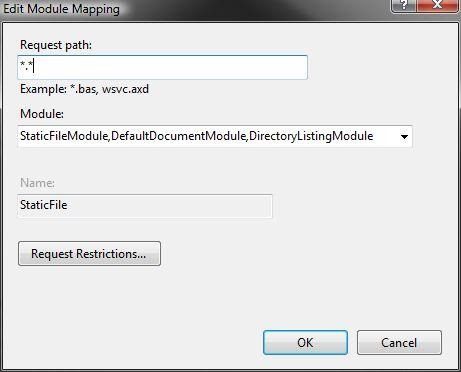 Edit Module Mapping
?
Request path:
*.*
Example: *.bas, wsvc.axd
Module:
StaticFileModule,DefaultDocumentModule,DirectoryListingModule
Name:
StaticFile
Request Restrictions...
OK Cancel